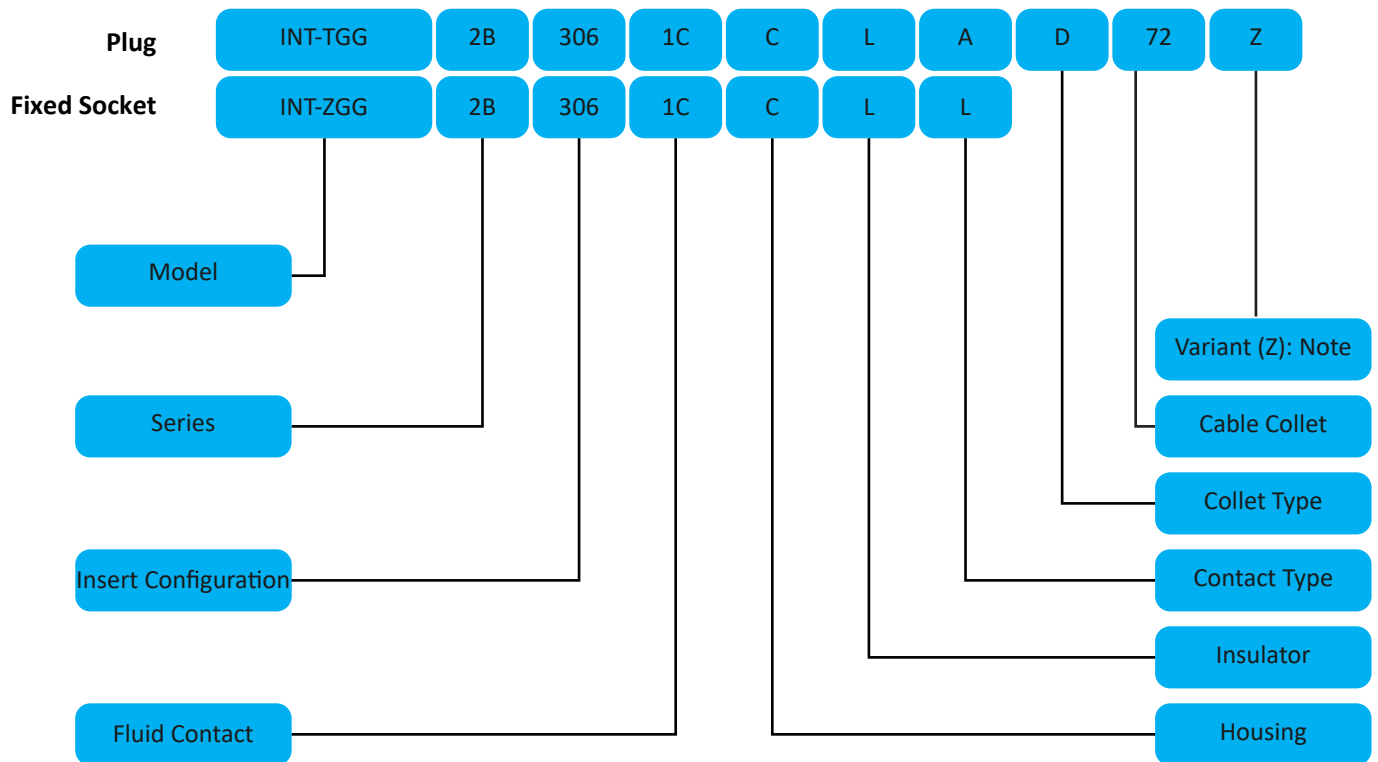 Plug INT-TGG 2B 306 1C C L A D 72 Z
Fixed Socket INT-ZGG 2B 306 1C C L L
Model
Variant (Z): Note
Series
Cable Collet
Collet Type
Insert Configuration
Contact Type
Insulator
Fluid Contact
Housing